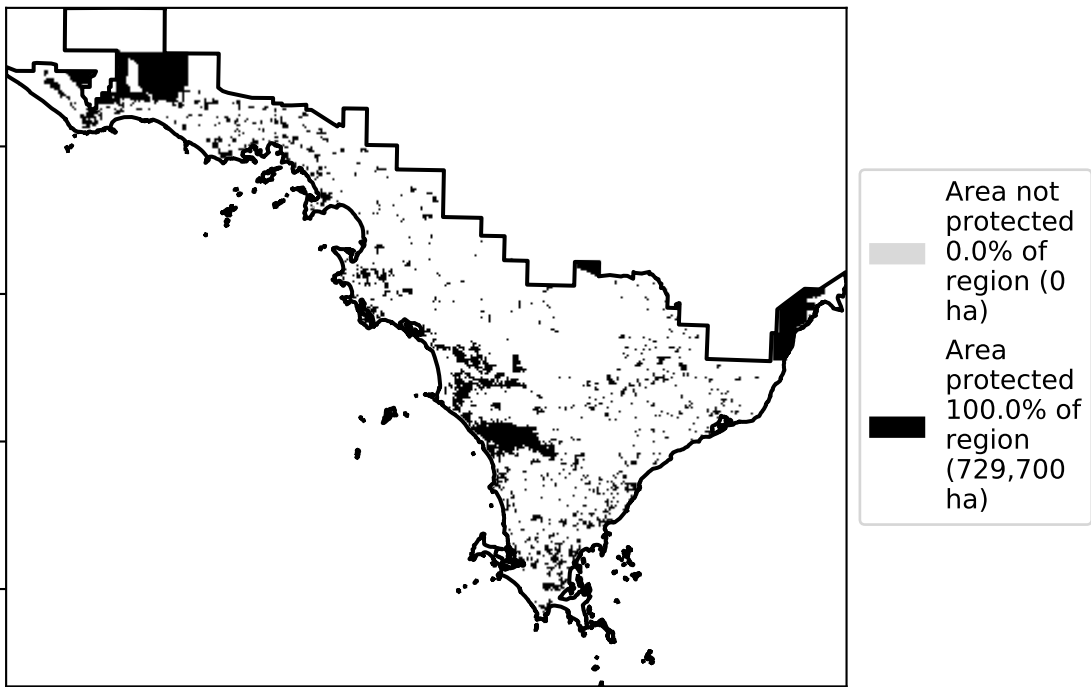 Area not
protected
0.0% of
region (0
ha)
Area
protected
100.0% of
region
(729,700
ha)